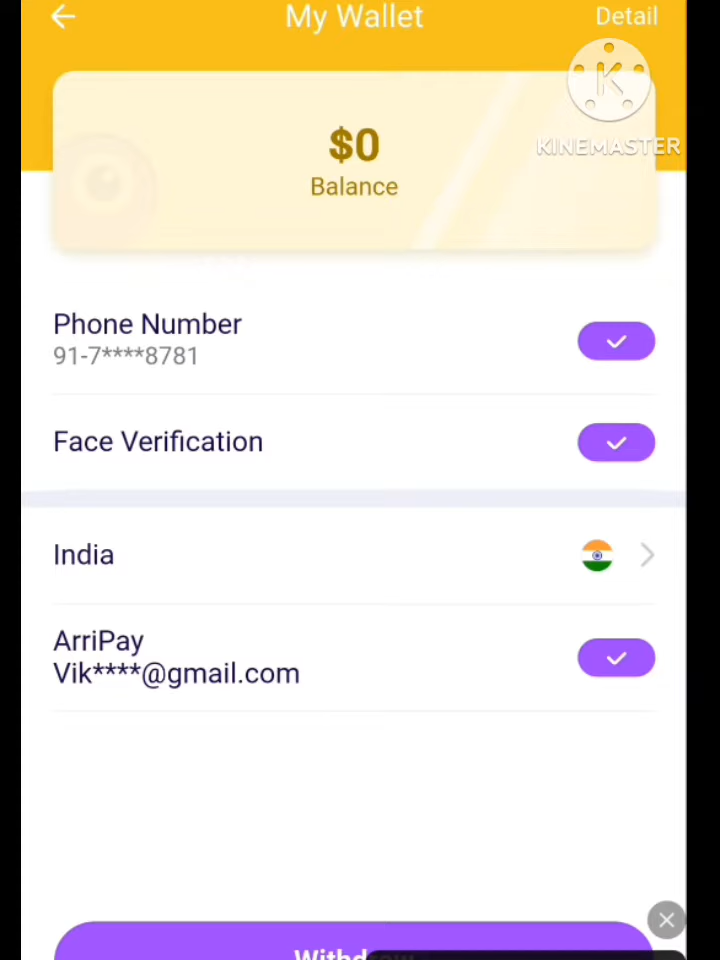 My Wallet
Detail
K
KINEMASTER
$0
Balance
Phone Number
91-7****8781
Face Verification
India
ArriPay
Vik****@gmail.com